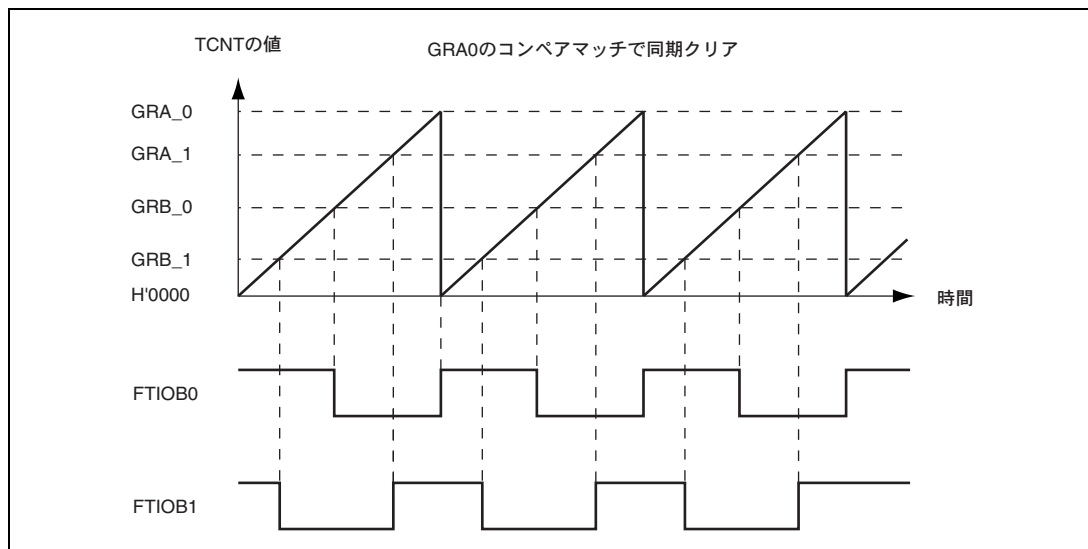 TCNTの値
GRA0のコンペアマッチで同期クリア
GRA_0
GRA_1
GRB_0
GRB_1
H'0000
時間
FTIOB0
FTIOB1